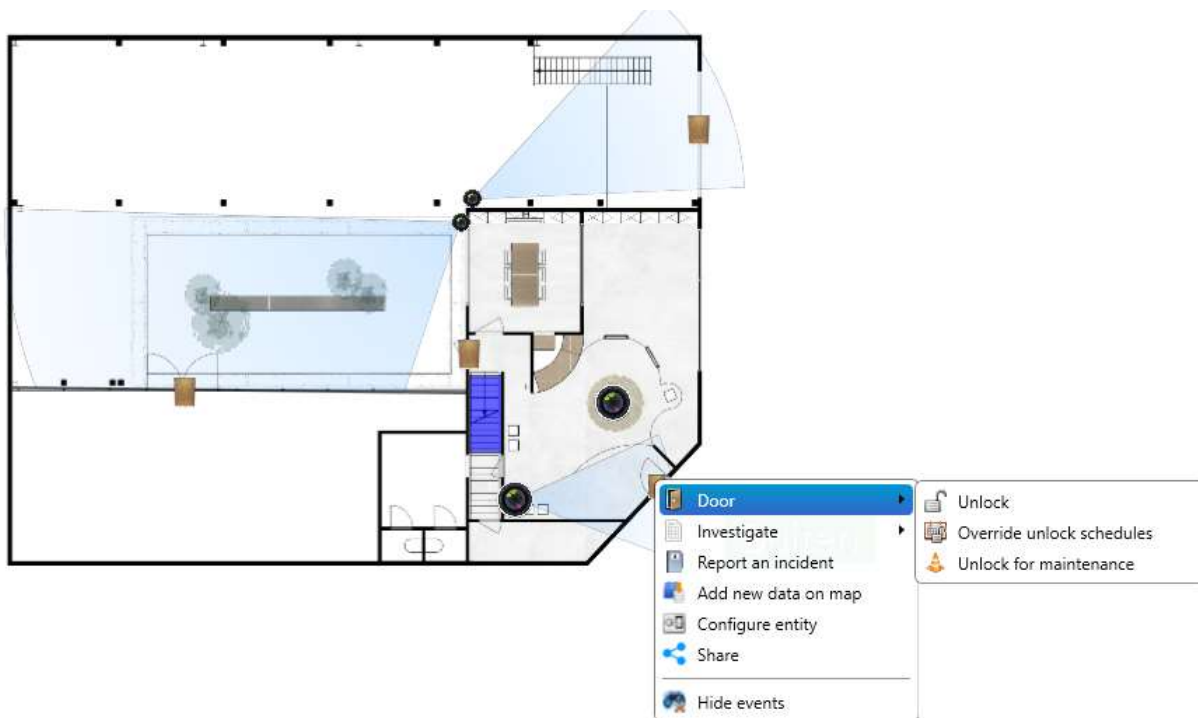 Door
Investigate
Report an incident
Add new data on map
Configure entity
Share
Hide events
Unlock
Override unlock schedules
Unlock for maintenance